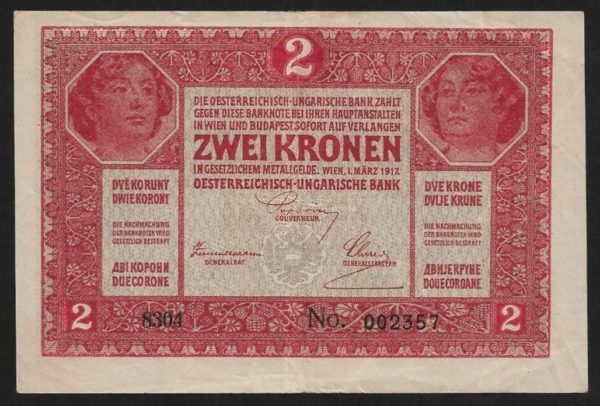 2
DIE OESTERREICHISCH-UNGARISCHE BANK ZAHLT
GEGEN DIESE BANKNOTE BEI IHREN HAUPTANSTALTEN
IN WIEN UND BUDAPEST SOFORT AUF VERLANGEN
ZWEI KRONEN
IN GESETZLICHEM METALLGELDE. WIEN, 1. MÄRZ 1917.
OESTERREICHISCH-UNGARISCHE BANK
GOUVERNEUR
GENERALRAT
GENERALSEKRETÄR
DVĚ KORUNY
DWIE KORONY
DIE NACHMACHUNG
DER BANKNOTEN WIRD
GESETZLICH BESTRAFT
ДВІ КОРОНИ
DUE CORONE
DVE KRONE
DVIJE KRUNE
DIE NACHMACHUNG
DER BANKNOTEN WIRD
GESETZLICH BESTRAFT
ДВИЈЕ КРУНЕ
DOUE COROANE
2
8304
No. 002357
2